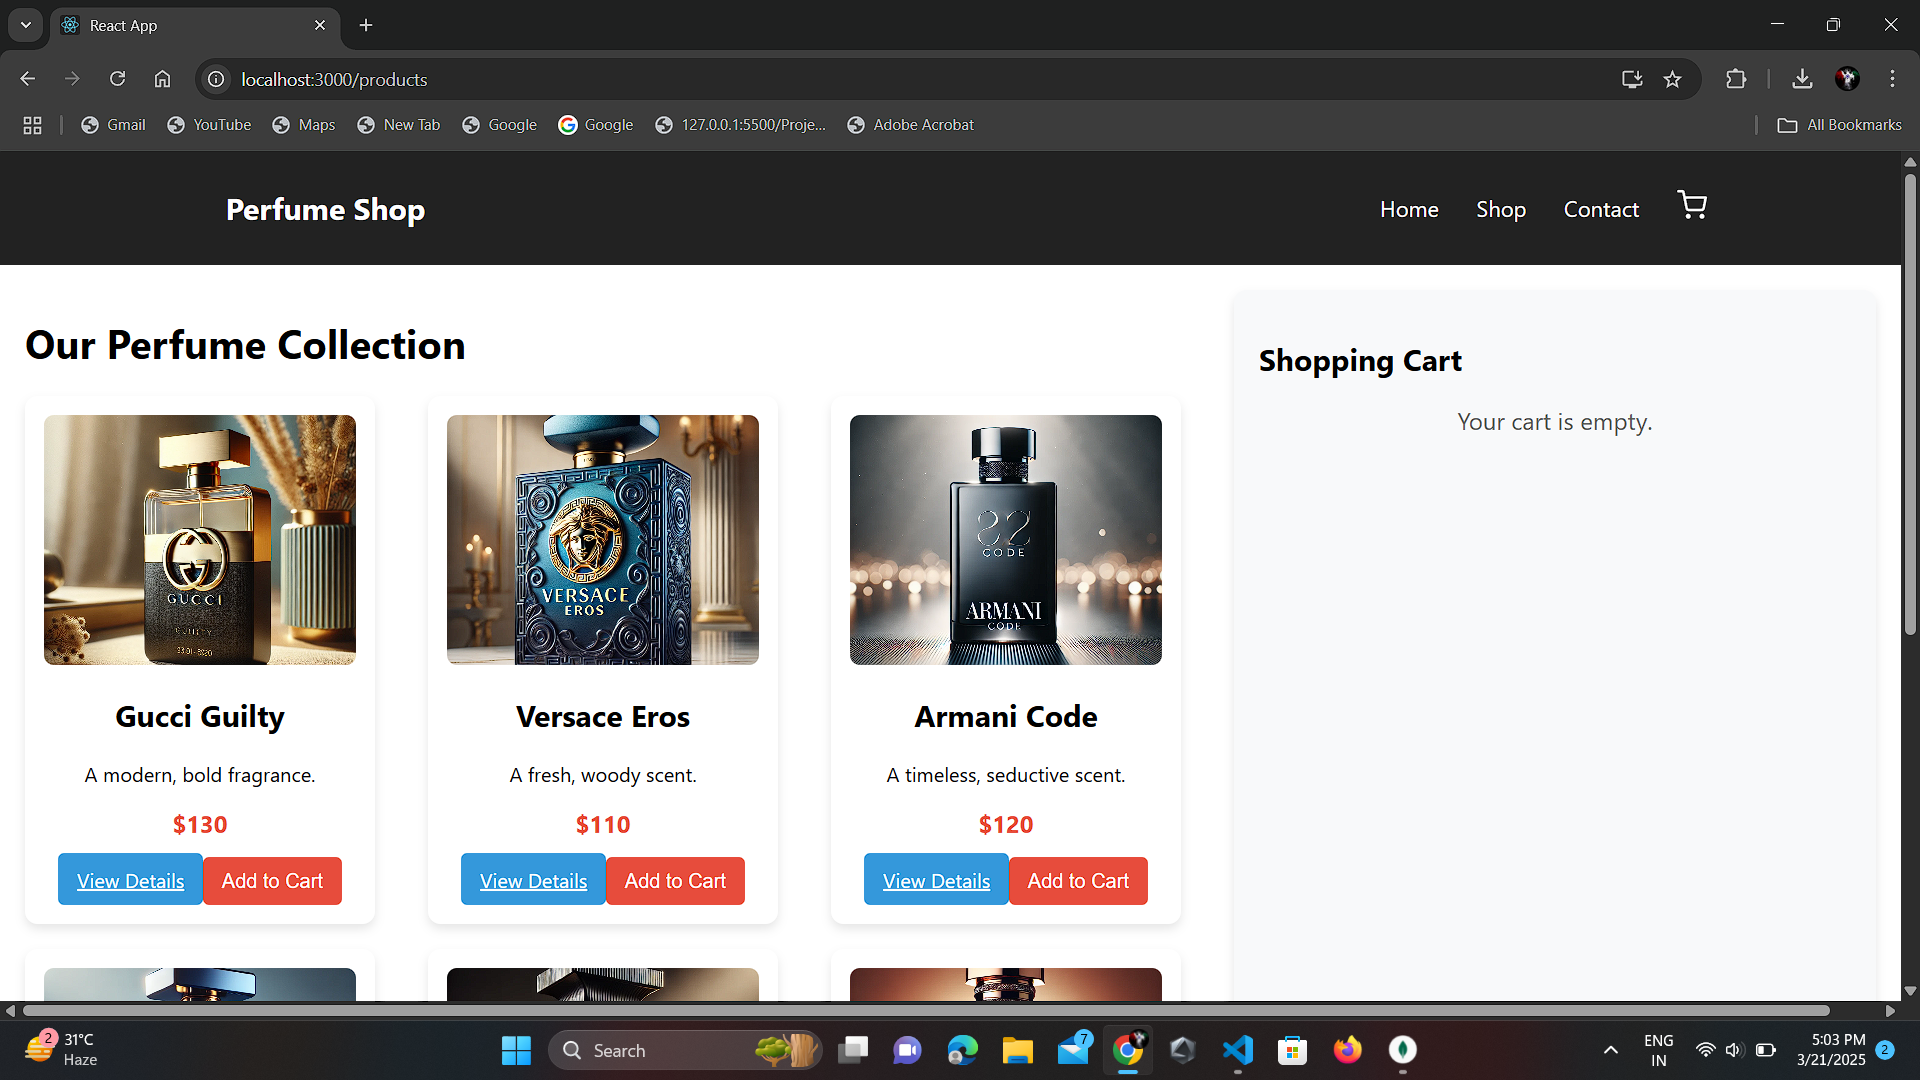 React App
localhost:3000/products
Gmail
YouTube
Maps
New Tab
Google
Google
127.0.0.1:5500/Proje...
Adobe Acrobat
All Bookmarks
Perfume Shop
Home
Shop
Contact
Our Perfume Collection
Shopping Cart
Your cart is empty.
GUCCI
GUILTY
VERSACE
EROS
CODE
ARMANI
CODE
Gucci Guilty
Versace Eros
Armani Code
A modern, bold fragrance.
A fresh, woody scent.
A timeless, seductive scent.
$130
$110
$120
View Details
Add to Cart
View Details
Add to Cart
View Details
Add to Cart
2
31°C
Haze
Search
7
ENG
IN
5:03 PM
3/21/2025
2